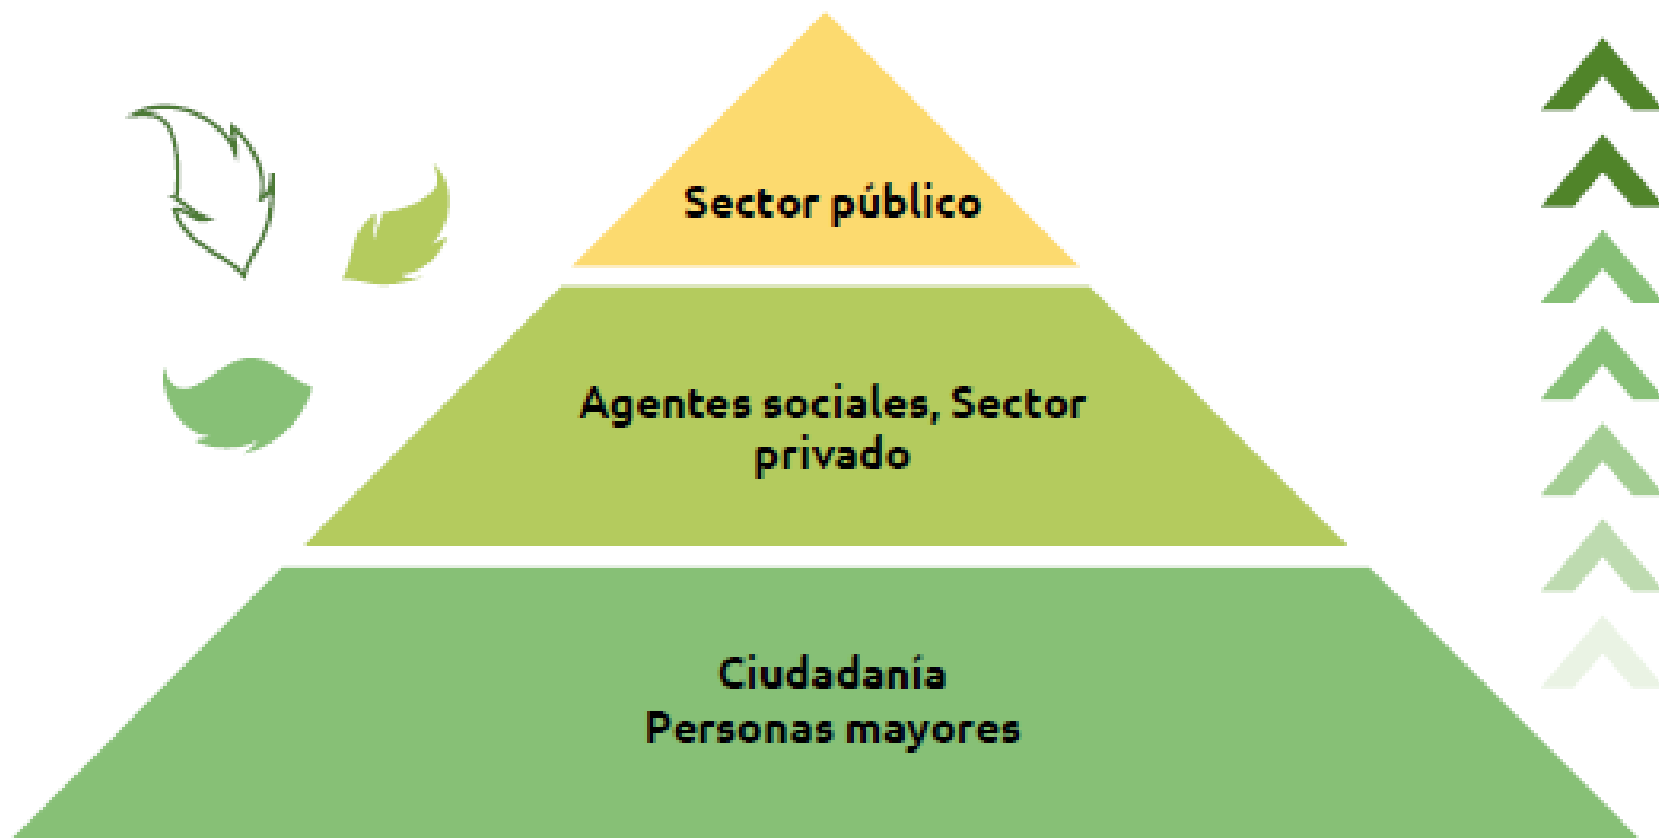 Sector público
Agentes sociales, Sector
privado
Ciudadanía
Personas mayores